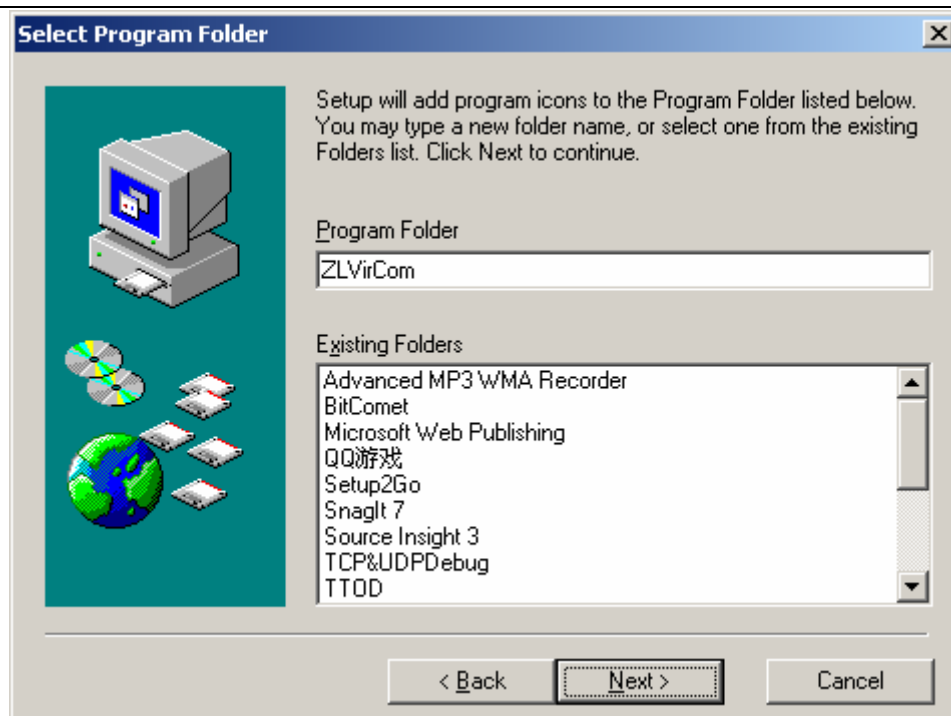 Select Program Folder
Setup will add program icons to the Program Folder listed below.
You may type a new folder name, or select one from the existing
Folders list. Click Next to continue.
Program Folder
ZLVirCom
Existing Folders
Advanced MP3 WMA Recorder
BitComet
Microsoft Web Publishing
QQ游戏
Setup2Go
SnagIt 7
Source Insight 3
TCP&UDPDebug
TTOD
< Back
Next >
Cancel